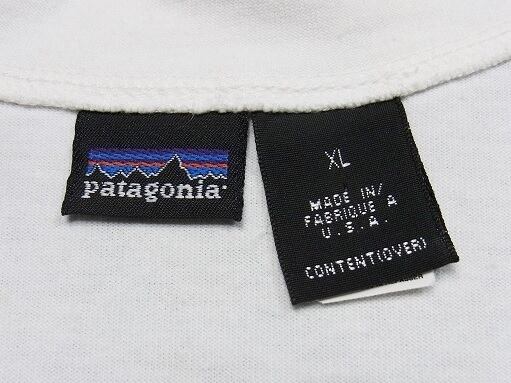 patagonia
XL
MADE IN/
FABRIQUE A
U.S.A.
CONTENT(OVER)